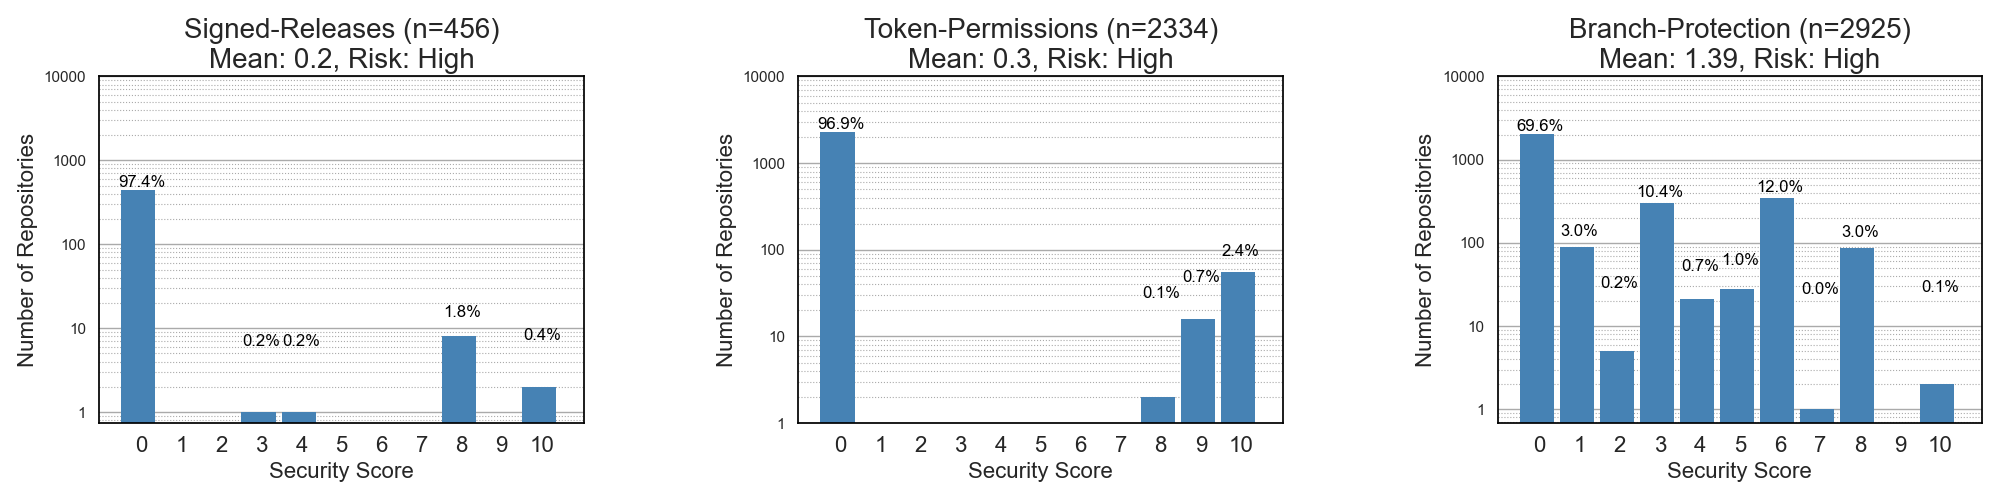 Signed-Releases (n=456)
Mean: 0.2, Risk: High
Number of Repositories
10000
1000
100
10
1
97.4%
0.2%
0.2%
1.8%
0.4%
0 1 2 3 4 5 6 7 8 9 10
Security Score
Token-Permissions (n=2334)
Mean: 0.3, Risk: High
Number of Repositories
10000
1000
100
10
1
96.9%
0.1%
0.7%
2.4%
0 1 2 3 4 5 6 7 8 9 10
Security Score
Branch-Protection (n=2925)
Mean: 1.39, Risk: High
Number of Repositories
10000
1000
100
10
1
69.6%
3.0%
0.2%
10.4%
0.7%
1.0%
12.0%
0.0%
3.0%
0.1%
0 1 2 3 4 5 6 7 8 9 10
Security Score